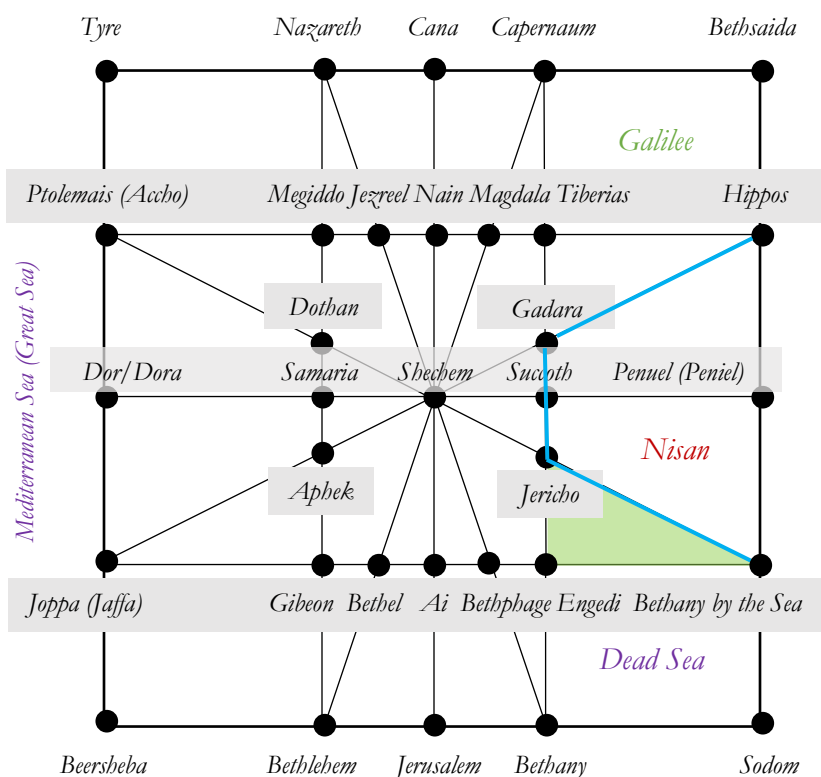 Tyre Nazareth Cana Capernaum Bethsaida
Galilee
Ptolemais (Accho) Megiddo Jezreel Nain Magdala Tiberias Hippos
Mediterranean Sea (Great Sea)
Dothan Gadara
Dor/Dora Samaria Shechem Succoth Penuel (Peniel)
Nisan
Aphek Jericho
Joppa (Jaffa) Gibeon Bethel Ai Bethphage Engedi Bethany by the Sea
Dead Sea
Beersheba Bethlehem Jerusalem Bethany Sodom